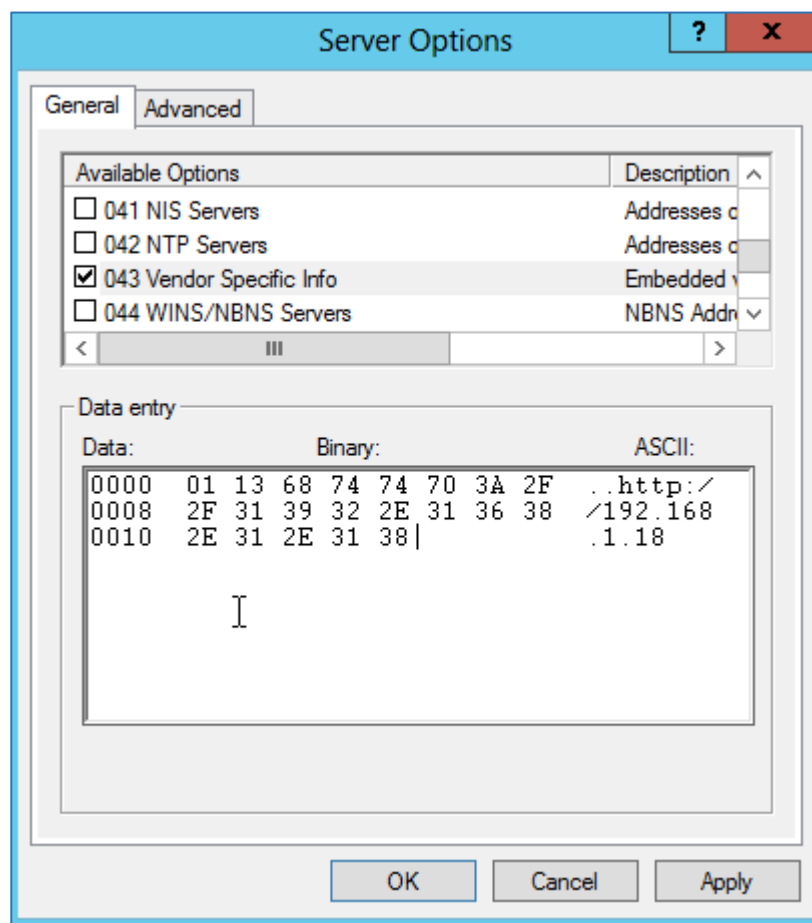 Server Options
? x
General Advanced
Available Options Description
041 NIS Servers Addresses o
042 NTP Servers Addresses o
043 Vendor Specific Info Embedded v
044 WINS/NBNS Servers NBNS Addr
Data entry
Data: Binary: ASCII:
0000 01 13 68 74 74 70 3A 2F ..http:/
0008 2F 31 39 32 2E 31 36 38 /192.168
0010 2E 31 2E 31 38 .1.18
OK Cancel Apply